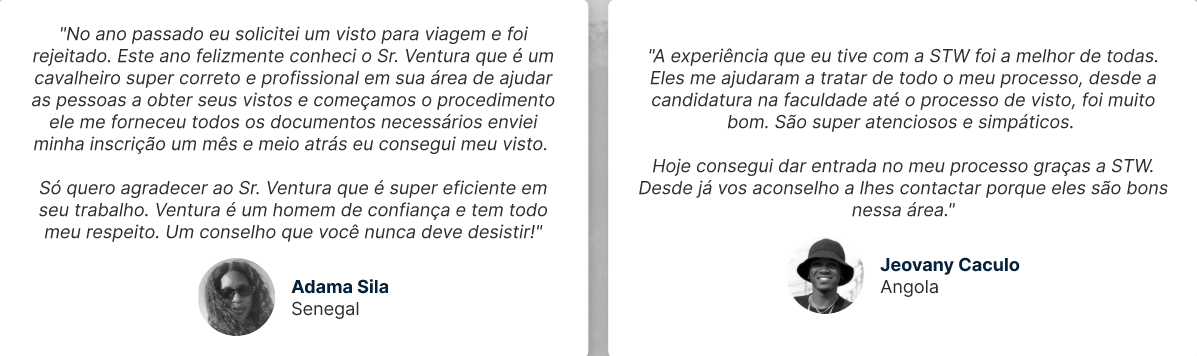 "No ano passado eu solicitei um visto para viagem e foi
rejeitado. Este ano felizmente conheci o Sr. Ventura que é um
cavalheiro super correto e profissional em sua área de ajudar
as pessoas a obter seus vistos e começamos o procedimento
ele me forneceu todos os documentos necessários enviei
minha inscrição um mês e meio atrás eu consegui meu visto.
Só quero agradecer ao Sr. Ventura que é super eficiente em
seu trabalho. Ventura é um homem de confiança e tem todo
meu respeito. Um conselho que você nunca deve desistir!"
Adama Sila
Senegal
"A experiência que eu tive com a STW foi a melhor de todas.
Eles me ajudaram a tratar de todo o meu processo, desde a
candidatura na faculdade até o processo de visto, foi muito
bom. São super atenciosos e simpáticos.
Hoje consegui dar entrada no meu processo graças a STW.
Desde já vos aconselho a lhes contactar porque eles são bons
nessa área."
Jeovany Caculo
Angola